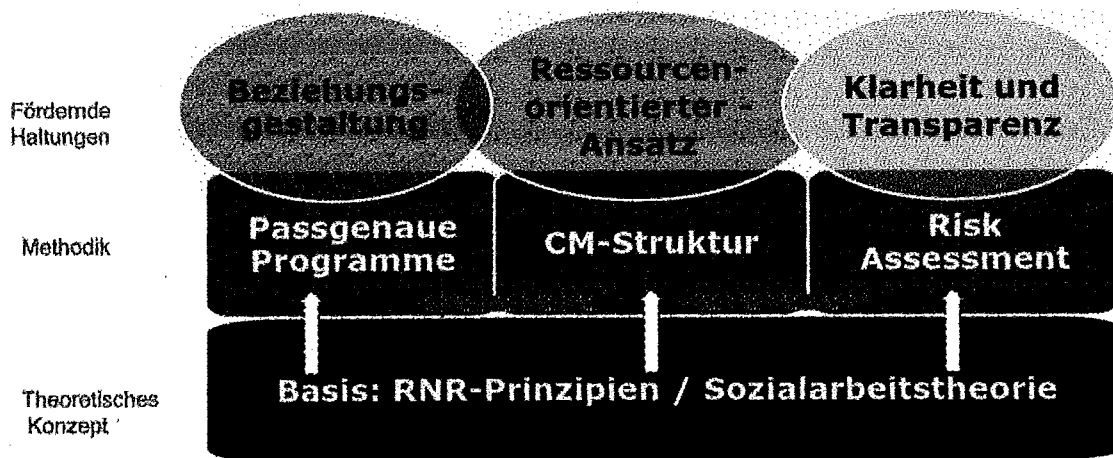 Fördernde
Haltungen
Beziehungs-
gestaltung
Ressourcen-
orientierter -
Ansatz
Klarheit und
Transparenz
Methodik
Passgenaue
Programme
CM-Struktur
Risk
Assessment
Theoretisches
Konzept
Basis: RNR-Prinzipien / Sozialarbeitstheorie